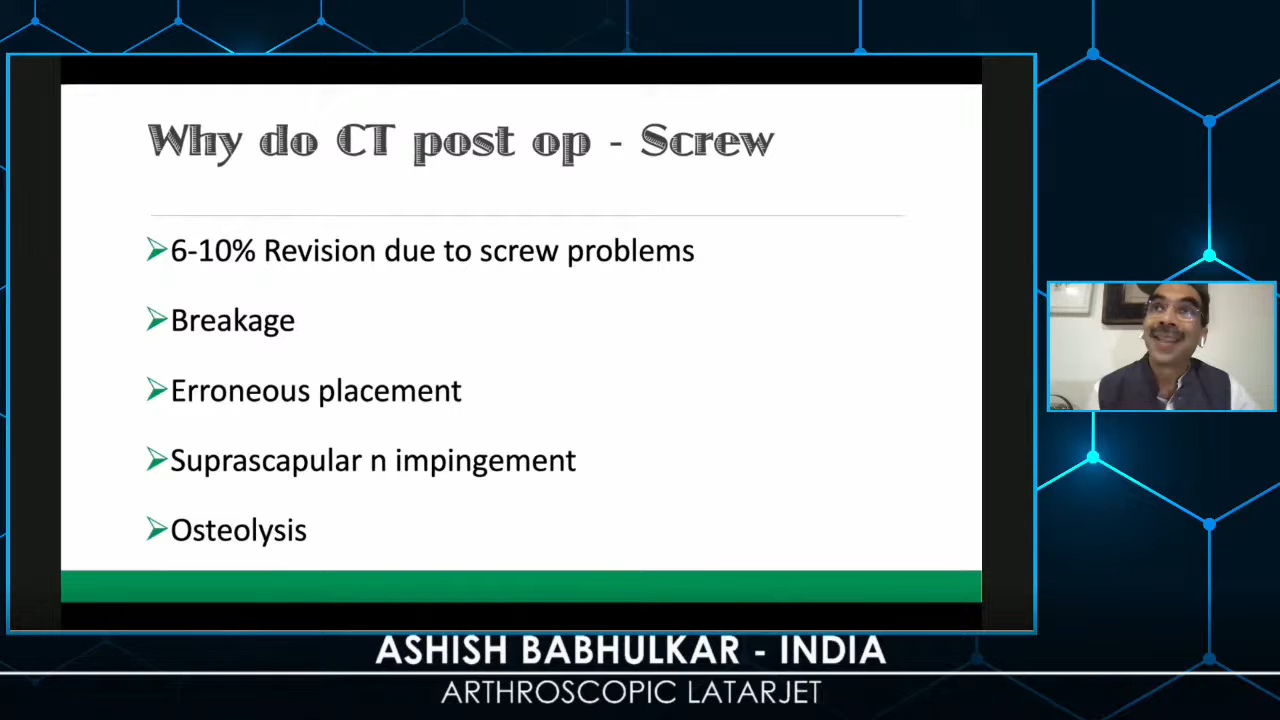 Why do CT post op - Screw
6-10% Revision due to screw problems
Breakage
Erroneous placement
Suprascapular n impingement
Osteolysis
ASHISH BABHULKAR - INDIA
ARTHROSCOPIC LATARJET